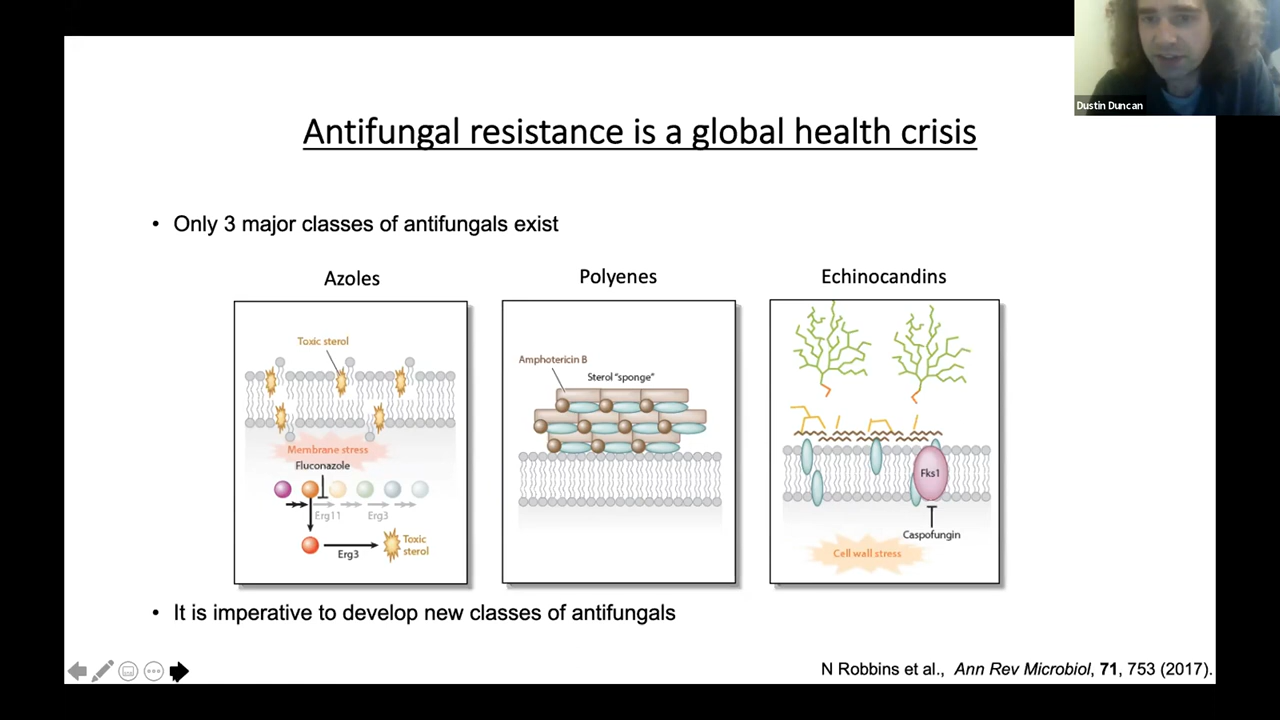 Dustin Duncan
Antifungal resistance is a global health crisis
• Only 3 major classes of antifungals exist
Azoles
Toxic sterol
Membrane stress
Fluconazole
Erg11
Erg3
Erg3
Toxic
sterol
Polyenes
Amphotericin B
Sterol "sponge"
Echinocandins
Fks1
Caspofungin
Cell wall stress
• It is imperative to develop new classes of antifungals
N Robbins et al., Ann Rev Microbiol, 71, 753 (2017).